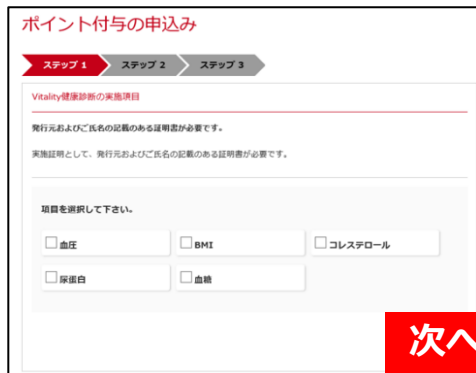 ポイント付与の申込み
ステップ 1 ステップ 2 ステップ 3
Vitality健康診断の実施項目
発行元およびご氏名の記載のある証明書が必要です。
実施証明として、発行元およびご氏名の記載のある証明書が必要です。
項目を選択して下さい。
血圧 BMI コレステロール
尿蛋白 血糖
次へ